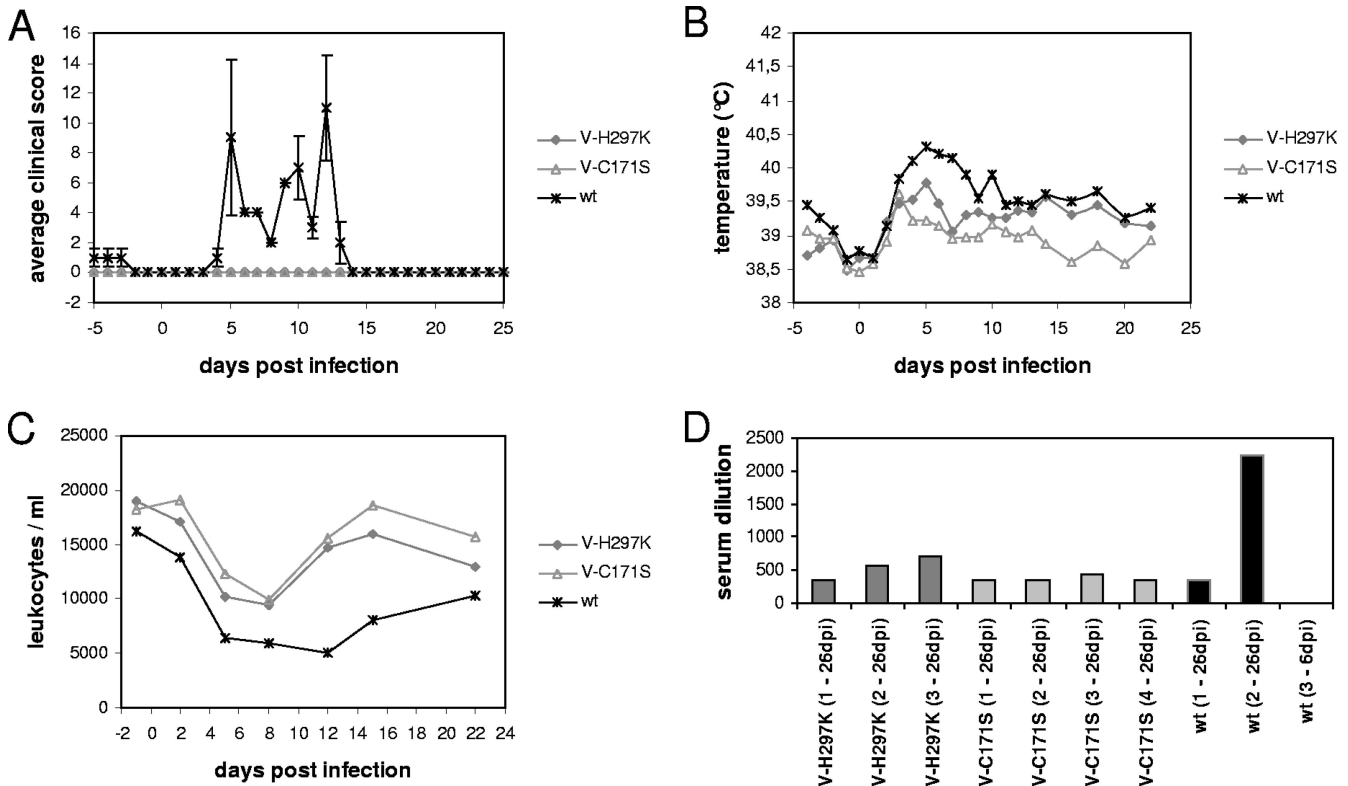 A
average clinical score
16
14
12
10
8
6
4
2
0
-2
-5
0
5
10
15
20
25
days post infection
V-H297K
V-C171S
wt
B
temperature (°C)
42
41,5
41
40,5
40
39,5
39
38,5
38
-5
0
5
10
15
20
25
days post infection
V-H297K
V-C171S
wt
C
leukocytes / ml
25000
20000
15000
10000
5000
0
-2
0
2
4
6
8
10
12
14
16
18
20
22
24
days post infection
V-H297K
V-C171S
wt
D
serum dilution
2500
2000
1500
1000
500
0
V-H297K (1 - 26dpi)
V-H297K (2 - 26dpi)
V-H297K (3 - 26dpi)
V-C171S (1 - 26dpi)
V-C171S (2 - 26dpi)
V-C171S (3 - 26dpi)
V-C171S (4 - 26dpi)
wt (1 - 26dpi)
wt (2 - 26dpi)
wt (3 - 6dpi)